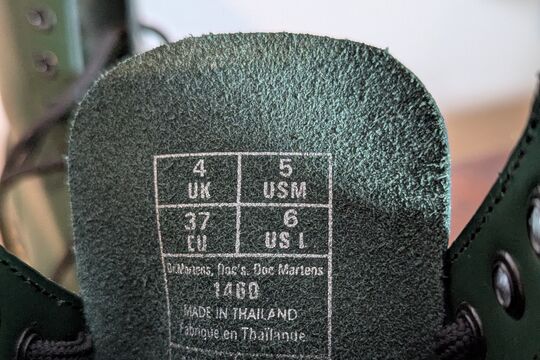 4 5
UK USM
37 6
EU US L
Dr.Martens, Doc's, Doc Martens
1460
MADE IN THAILAND
Fabrique en Thaïlande